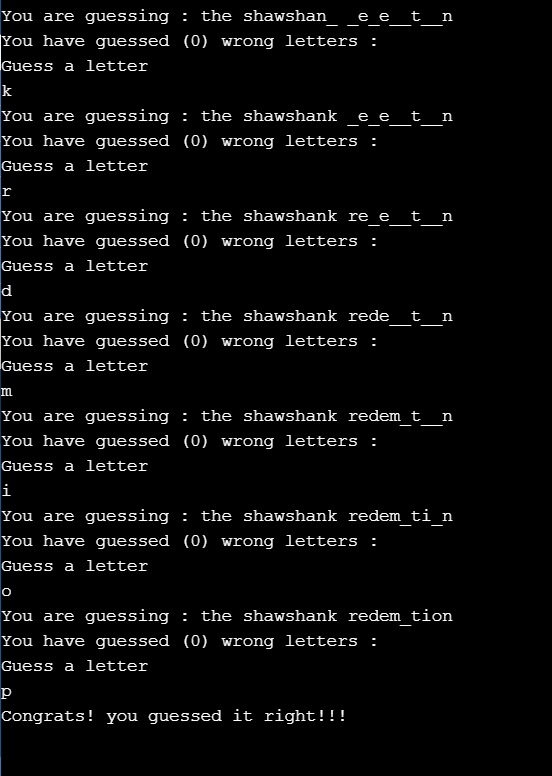 You are guessing : the shawshan_ _e_e__t__n
You have guessed (0) wrong letters :
Guess a letter
k
You are guessing : the shawshank _e_e__t__n
You have guessed (0) wrong letters :
Guess a letter
r
You are guessing : the shawshank re_e__t__n
You have guessed (0) wrong letters :
Guess a letter
d
You are guessing : the shawshank rede__t__n
You have guessed (0) wrong letters :
Guess a letter
m
You are guessing : the shawshank redem_t__n
You have guessed (0) wrong letters :
Guess a letter
i
You are guessing : the shawshank redem_ti_n
You have guessed (0) wrong letters :
Guess a letter
o
You are guessing : the shawshank redem_tion
You have guessed (0) wrong letters :
Guess a letter
p
Congrats! you guessed it right!!!